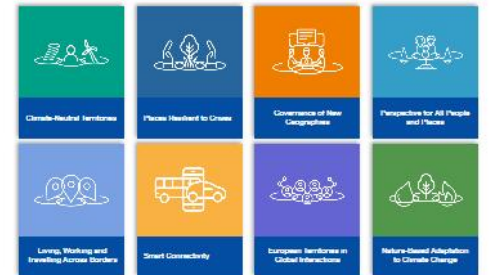 Climate-Neutral Territories
Places Resilient to Crises
Governance of New
Geographies
Perspective for All People
and Places
Living, Working and
Travelling Across Borders
Smart Connectivity
European Territories in
Global Interactions
Nature-Based Adaptation
to Climate Change